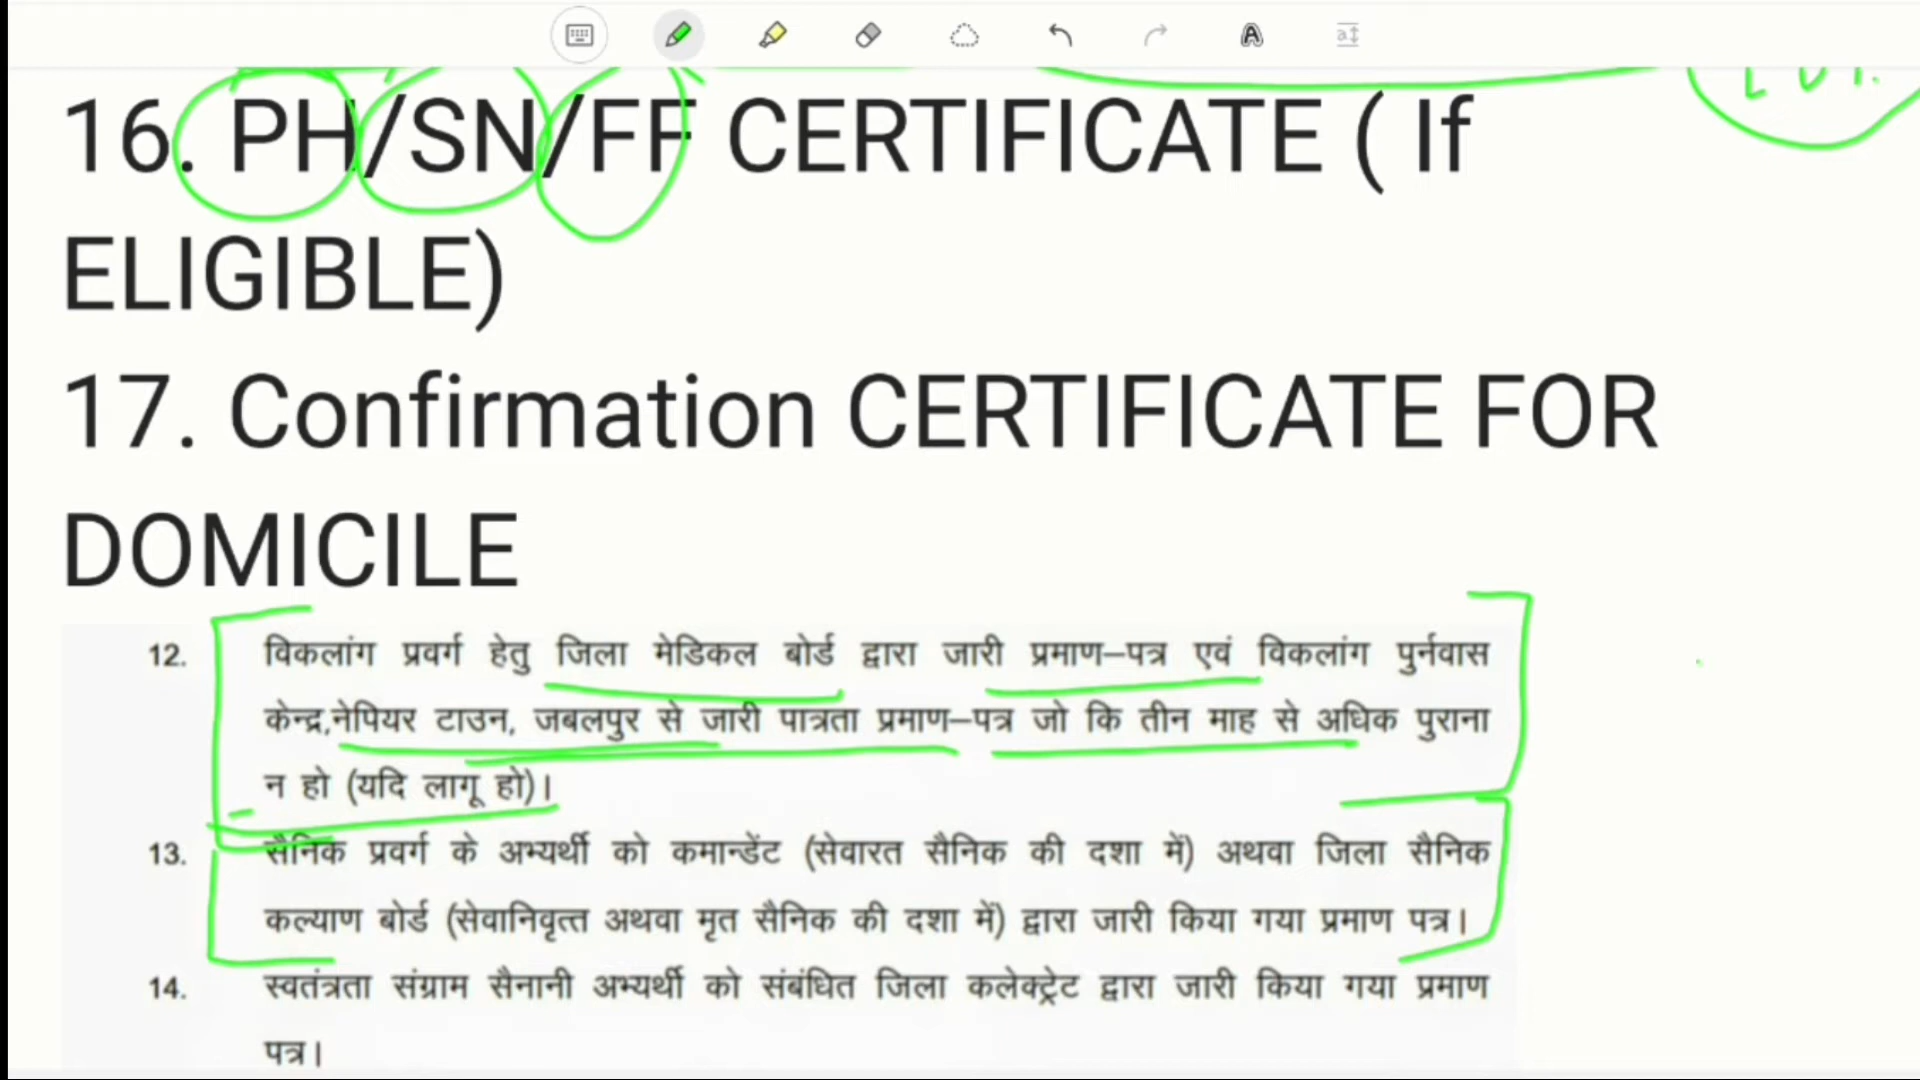 16. PH/SN/FF CERTIFICATE ( If
ELIGIBLE)
17. Confirmation CERTIFICATE FOR
DOMICILE
12. विकलांग प्रवर्ग हेतु जिला मेडिकल बोर्ड द्वारा जारी प्रमाण–पत्र एवं विकलांग पुर्नवास
केन्द्र,नेपियर टाउन, जबलपुर से जारी पात्रता प्रमाण–पत्र जो कि तीन माह से अधिक पुराना
न हो (यदि लागू हो)।
13. सैनिक प्रवर्ग के अभ्यर्थी को कमान्डेंट (सेवारत सैनिक की दशा में) अथवा जिला सैनिक
कल्याण बोर्ड (सेवानिवृत्त अथवा मृत सैनिक की दशा में) द्वारा जारी किया गया प्रमाण पत्र।
14. स्वतंत्रता संग्राम सैनानी अभ्यर्थी को संबंधित जिला कलेक्ट्रेट द्वारा जारी किया गया प्रमाण
पत्र।